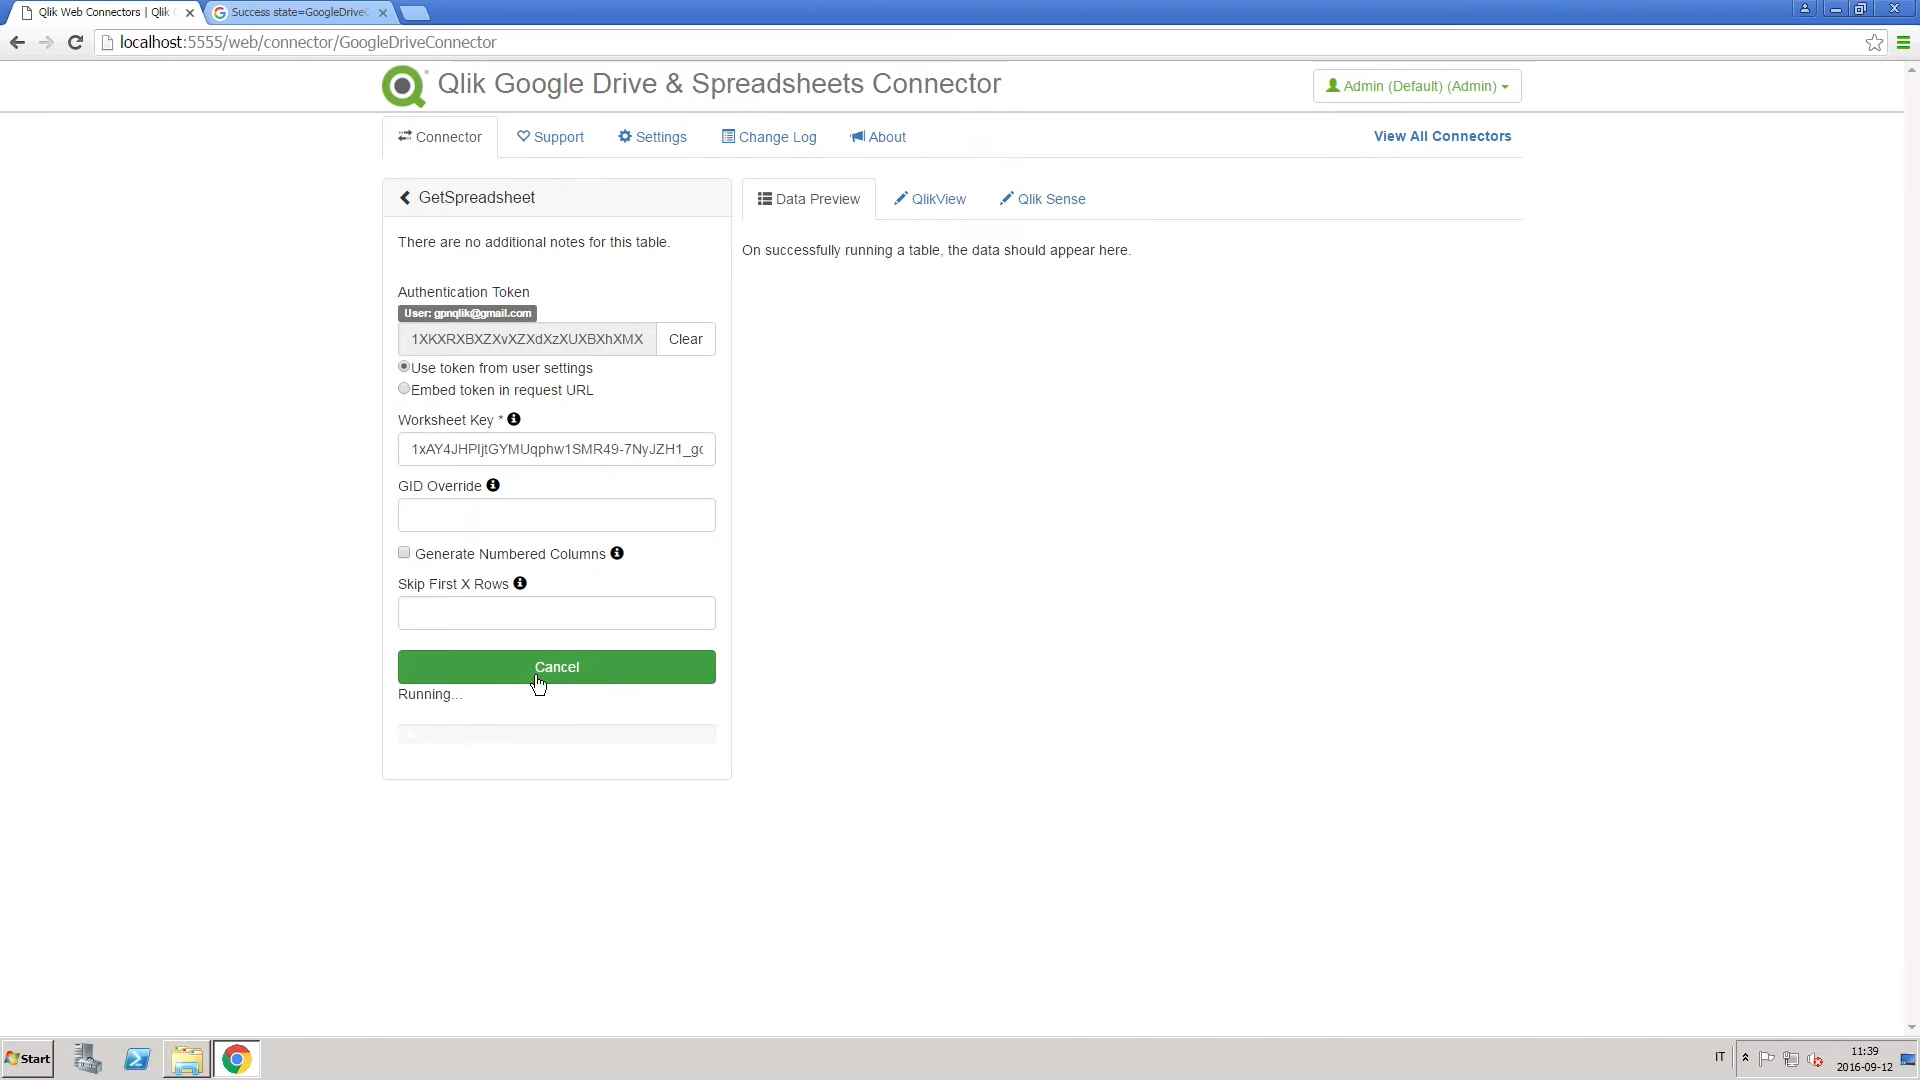 Qlik Web Connectors | Qlik
Success state=GoogleDrive
localhost:5555/web/connector/GoogleDriveConnector
Qlik Google Drive & Spreadsheets Connector
Admin (Default) (Admin)
Connector
Support
Settings
Change Log
About
View All Connectors
GetSpreadsheet
Data Preview
QlikView
Qlik Sense
There are no additional notes for this table.
On successfully running a table, the data should appear here.
Authentication Token
User: gpnqlik@gmail.com
1XKXRXBXZXvXZXdXzXUXBXhXMX
Clear
Use token from user settings
Embed token in request URL
Worksheet Key *
1xAY4JHPIjtGYMUqphw1SMR49-7NyJZH1_gc
GID Override
Generate Numbered Columns
Skip First X Rows
Cancel
Running...
Start
IT
11:39
2016-09-12